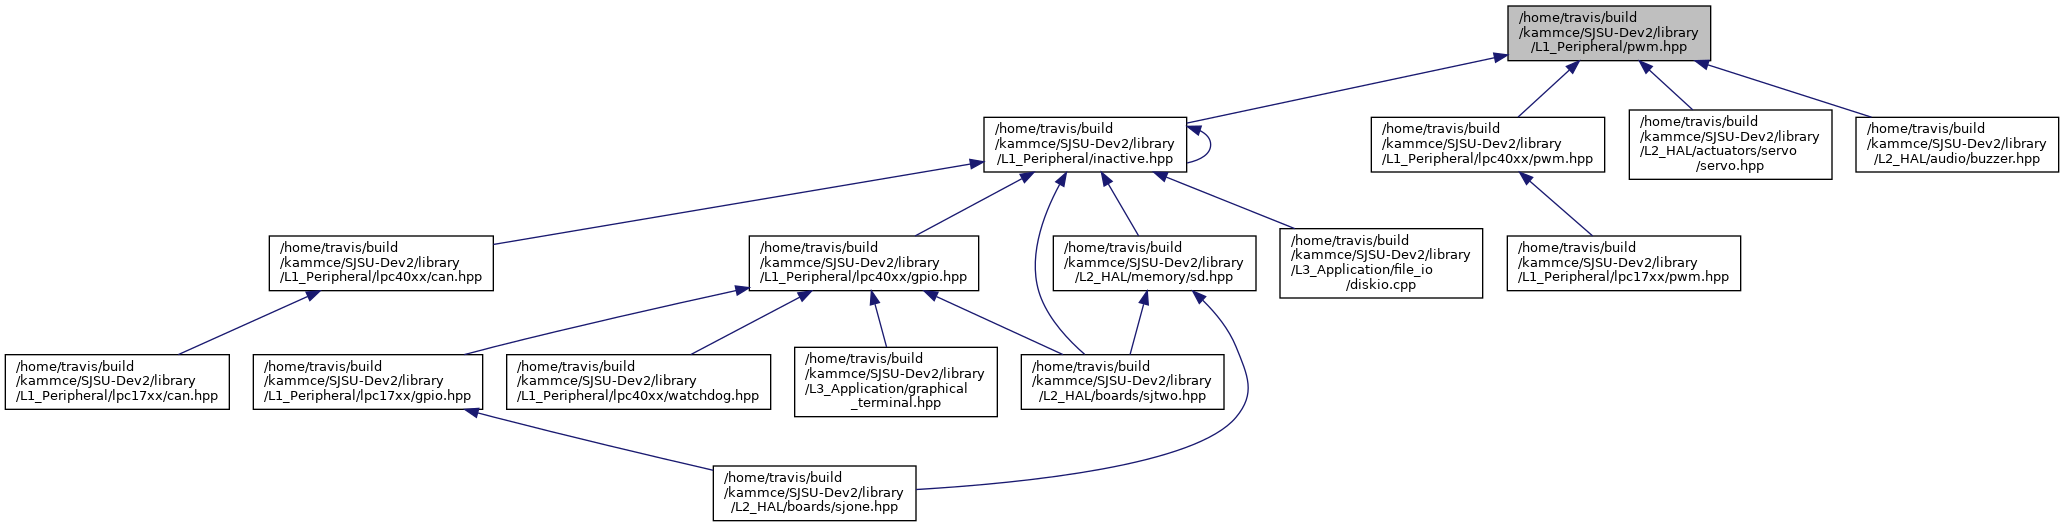 /home/travis/build
/kammce/SJSU-Dev2/library
/L1_Peripheral/pwm.hpp
/home/travis/build
/kammce/SJSU-Dev2/library
/L1_Peripheral/inactive.hpp
/home/travis/build
/kammce/SJSU-Dev2/library
/L1_Peripheral/lpc40xx/pwm.hpp
/home/travis/build
/kammce/SJSU-Dev2/library
/L2_HAL/actuators/servo
/servo.hpp
/home/travis/build
/kammce/SJSU-Dev2/library
/L2_HAL/audio/buzzer.hpp
/home/travis/build
/kammce/SJSU-Dev2/library
/L1_Peripheral/lpc40xx/can.hpp
/home/travis/build
/kammce/SJSU-Dev2/library
/L1_Peripheral/lpc40xx/gpio.hpp
/home/travis/build
/kammce/SJSU-Dev2/library
/L2_HAL/memory/sd.hpp
/home/travis/build
/kammce/SJSU-Dev2/library
/L3_Application/file_io
/diskio.cpp
/home/travis/build
/kammce/SJSU-Dev2/library
/L1_Peripheral/lpc17xx/pwm.hpp
/home/travis/build
/kammce/SJSU-Dev2/library
/L1_Peripheral/lpc17xx/can.hpp
/home/travis/build
/kammce/SJSU-Dev2/library
/L1_Peripheral/lpc17xx/gpio.hpp
/home/travis/build
/kammce/SJSU-Dev2/library
/L1_Peripheral/lpc40xx/watchdog.hpp
/home/travis/build
/kammce/SJSU-Dev2/library
/L3_Application/graphical
_terminal.hpp
/home/travis/build
/kammce/SJSU-Dev2/library
/L2_HAL/boards/sjtwo.hpp
/home/travis/build
/kammce/SJSU-Dev2/library
/L2_HAL/boards/sjone.hpp